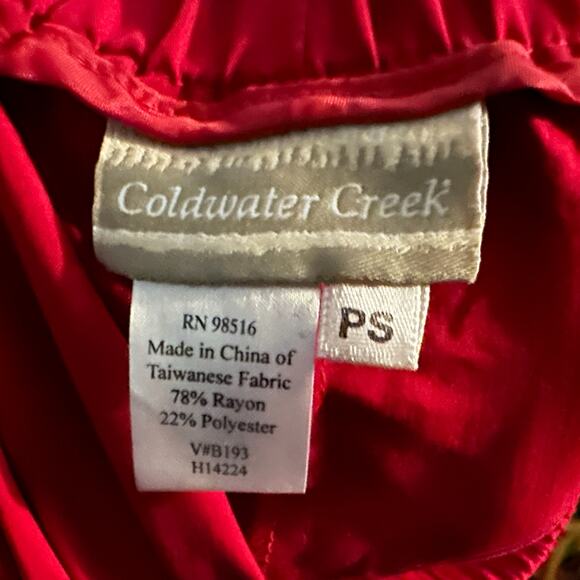 Coldwater Creek
PS
RN 98516
Made in China of
Taiwanese Fabric
78% Rayon
22% Polyester
V#B193
H14224